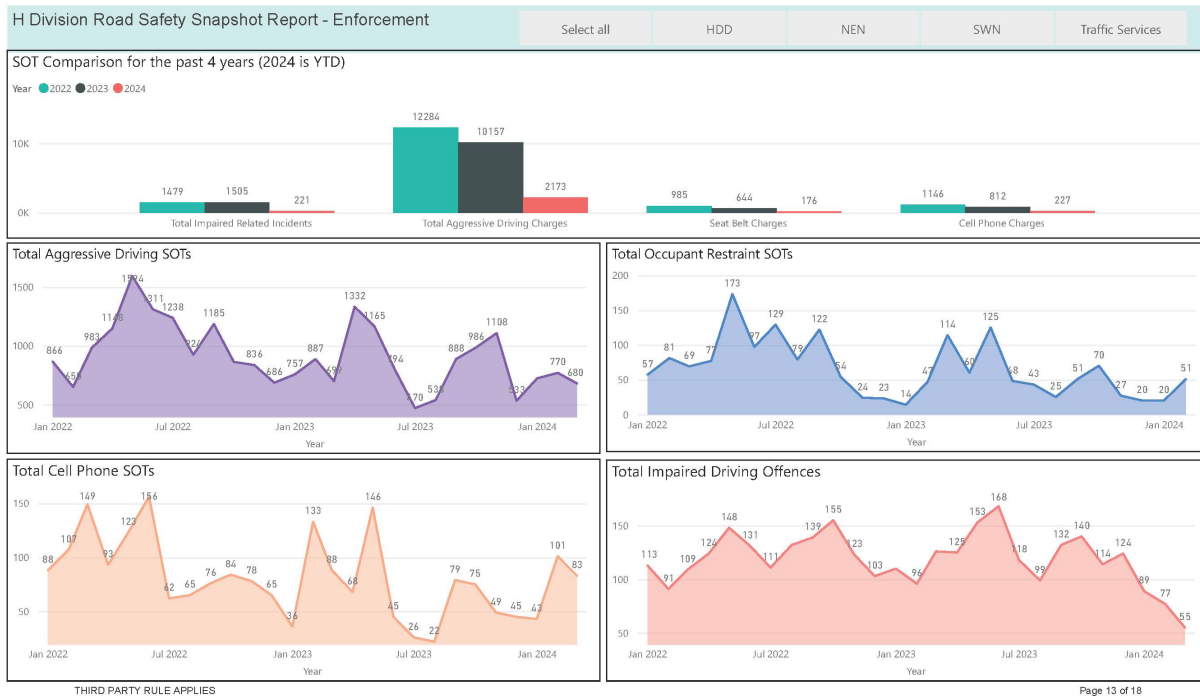 H Division Road Safety Snapshot Report - Enforcement
Select all
HDD
NEN
SWN
Traffic Services
SOT Comparison for the past 4 years (2024 is YTD)
Year 2022 2023 2024
10K
0K
1479
1505
221
12284
10157
2173
985
644
176
1146
812
227
Total Impaired Related Incidents
Total Aggressive Driving Charges
Seat Belt Charges
Cell Phone Charges
Total Aggressive Driving SOTs
1500
1000
500
866
983
1148
1238
1185
836
686
757
887
1332
1165
794
888
986
1108
533
770
680
Jan 2022
Jul 2022
Jan 2023
Jul 2023
Jan 2024
Year
Total Occupant Restraint SOTs
200
150
100
50
0
57
81
69
173
97
129
79
122
54
24
23
14
47
114
60
125
48
43
25
51
70
27
20
20
51
Jan 2022
Jul 2022
Jan 2023
Jul 2023
Jan 2024
Year
Total Cell Phone SOTs
150
100
50
88
107
149
93
123
156
62
65
76
84
78
65
36
133
88
68
146
45
26
22
79
75
49
45
43
101
83
Jan 2022
Jul 2022
Jan 2023
Jul 2023
Jan 2024
Year
Total Impaired Driving Offences
150
100
50
113
91
109
124
148
131
111
139
155
123
103
96
125
153
168
118
99
132
140
114
124
89
77
55
Jan 2022
Jul 2022
Jan 2023
Jul 2023
Jan 2024
Year
THIRD PARTY RULE APPLIES
Page 13 of 18